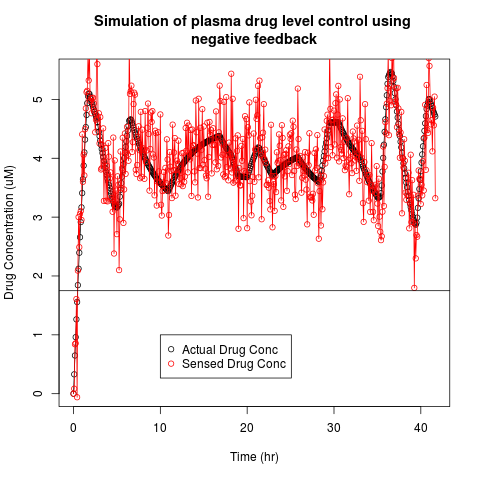 Simulation of plasma drug level control using
negative feedback
Drug Concentration (uM)
5
4
3
2
1
0
Actual Drug Conc
Sensed Drug Conc
0
10
20
30
40
Time (hr)